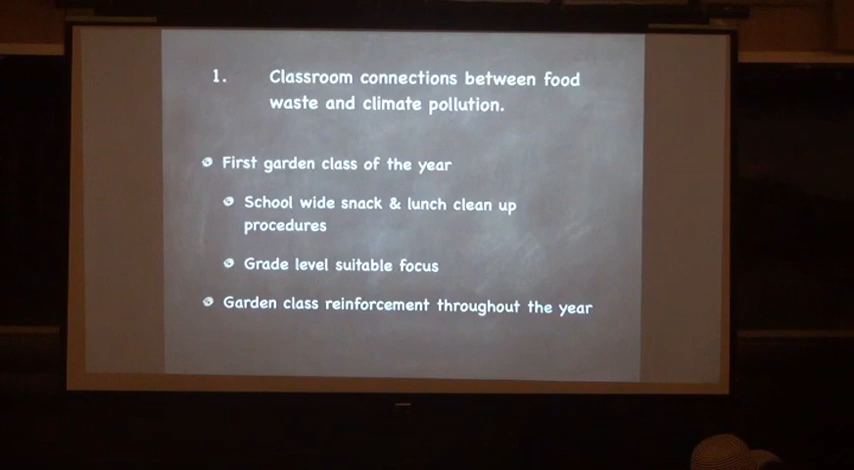 1. Classroom connections between food
waste and climate pollution.
First garden class of the year
School wide snack & lunch clean up
procedures
Grade level suitable focus
Garden class reinforcement throughout the year